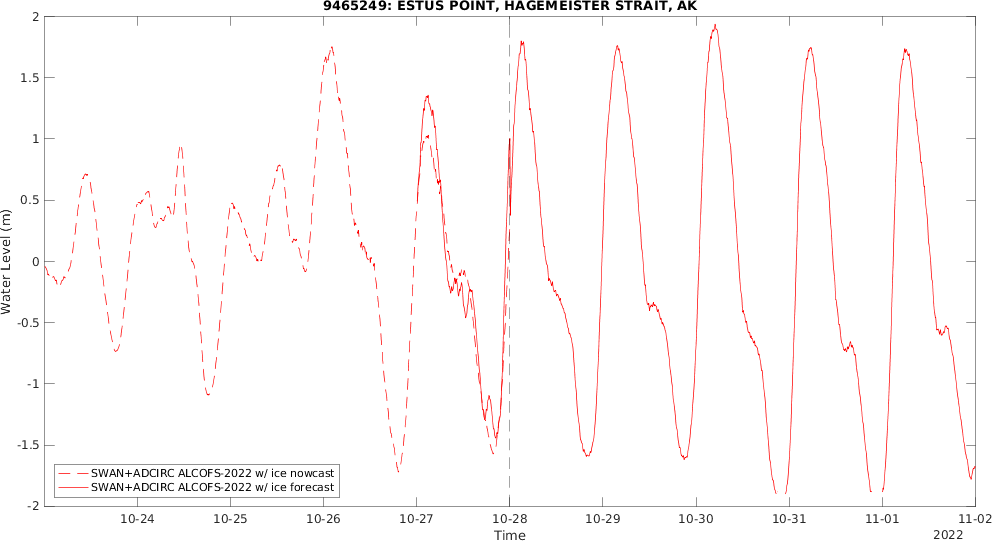 9465249: ESTUS POINT, HAGEMEISTER STRAIT, AK
2
1.5
1
0.5
0
-0.5
-1
-1.5
-2
Water Level (m)
SWAN+ADCIRC ALCOFS-2022 w/ ice nowcast
SWAN+ADCIRC ALCOFS-2022 w/ ice forecast
10-24 10-25 10-26 10-27 10-28 10-29 10-30 10-31 11-01 11-02
Time
2022